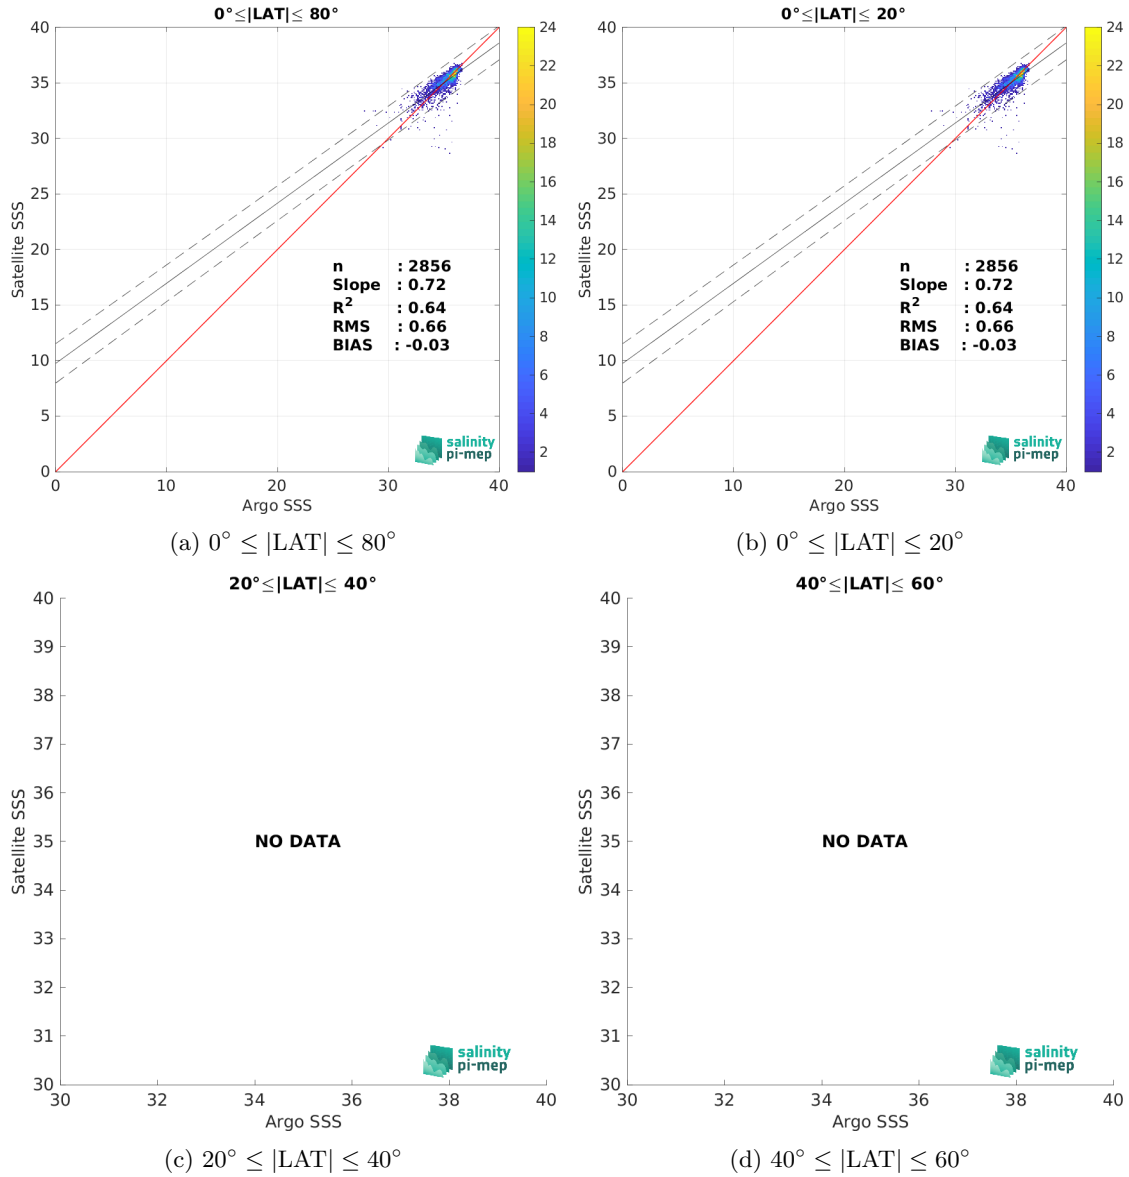 0°≤|LAT|≤ 80°
40
35
30
25
20
15
10
5
0
Satellite SSS
n : 2856
Slope : 0.72
R² : 0.64
RMS : 0.66
BIAS : -0.03
salinity
pi-mep
0 10 20 30 40
Argo SSS
24
22
20
18
16
14
12
10
8
6
4
2
(a) 0° ≤ |LAT| ≤ 80°
0°≤|LAT|≤ 20°
40
35
30
25
20
15
10
5
0
Satellite SSS
n : 2856
Slope : 0.72
R² : 0.64
RMS : 0.66
BIAS : -0.03
salinity
pi-mep
0 10 20 30 40
Argo SSS
24
22
20
18
16
14
12
10
8
6
4
2
(b) 0° ≤ |LAT| ≤ 20°
20°≤|LAT|≤ 40°
40
39
38
37
36
35
34
33
32
31
30
Satellite SSS
NO DATA
salinity
pi-mep
30 32 34 36 38 40
Argo SSS
(c) 20° ≤ |LAT| ≤ 40°
40°≤|LAT|≤ 60°
40
39
38
37
36
35
34
33
32
31
30
Satellite SSS
NO DATA
salinity
pi-mep
30 32 34 36 38 40
Argo SSS
(d) 40° ≤ |LAT| ≤ 60°